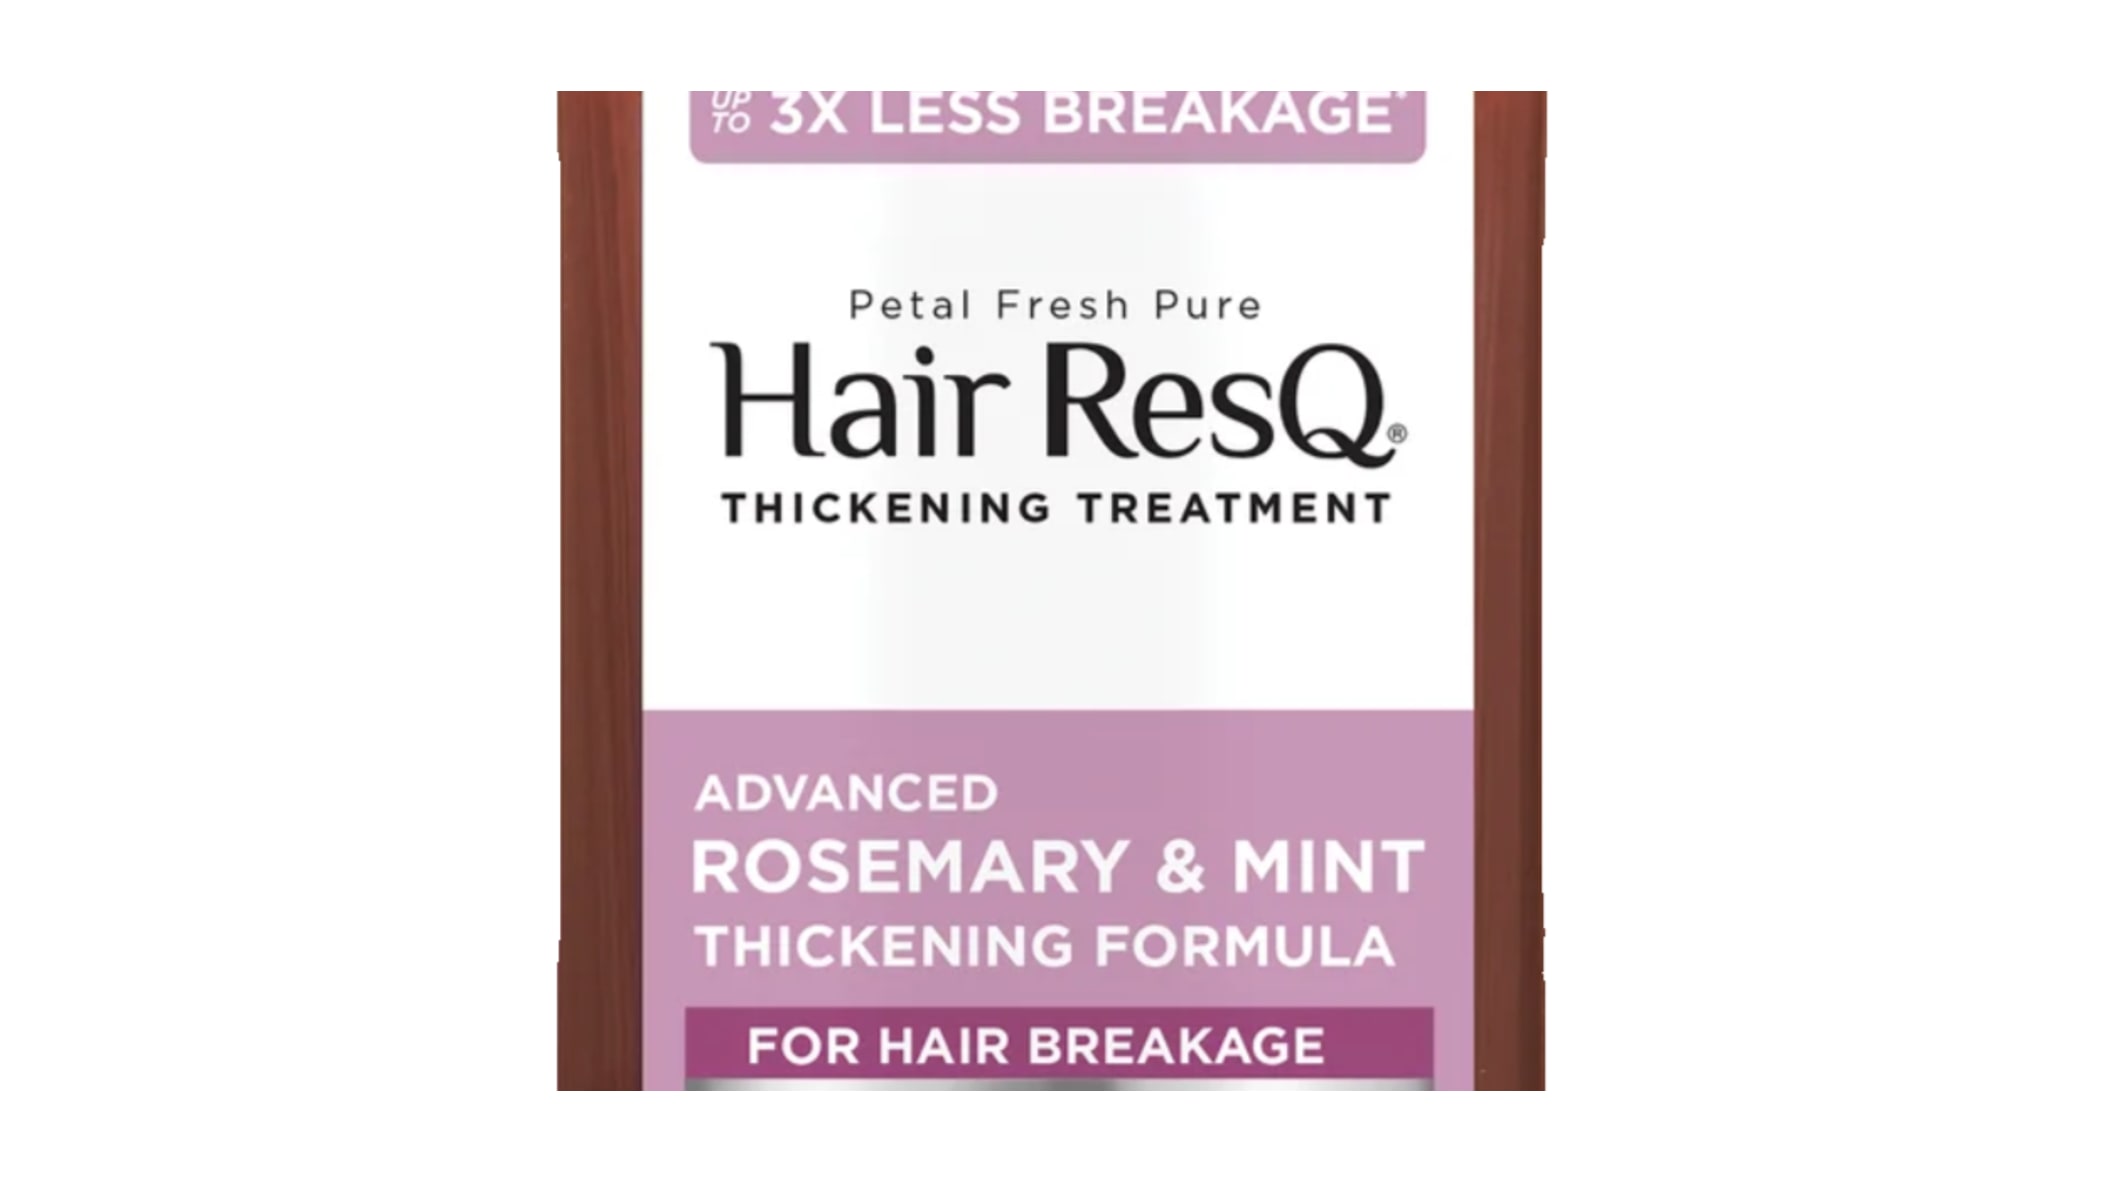 UP TO 3X LESS BREAKAGE*
Petal Fresh Pure
Hair ResQ®
THICKENING TREATMENT
ADVANCED
ROSEMARY & MINT
THICKENING FORMULA
FOR HAIR BREAKAGE